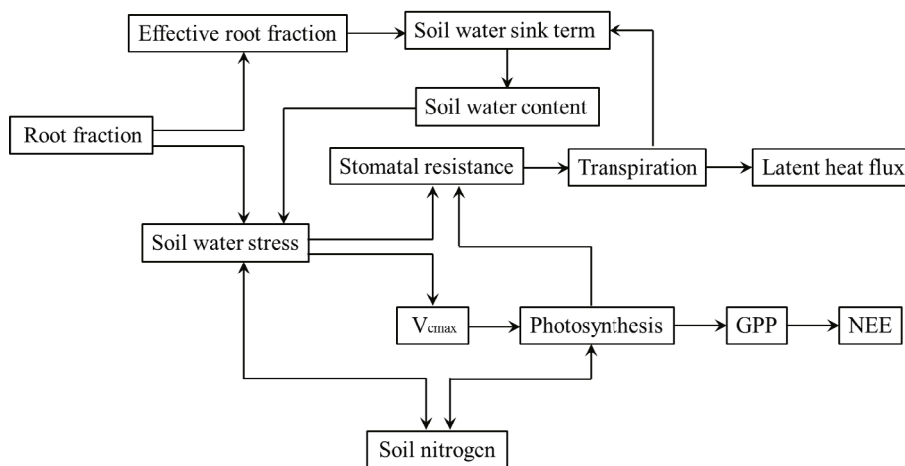 Effective root fraction
Soil water sink term
Soil water content
Root fraction
Stomatal resistance
Transpiration
Latent heat flux
Soil water stress
Vcmax
Photosynthesis
GPP
NEE
Soil nitrogen